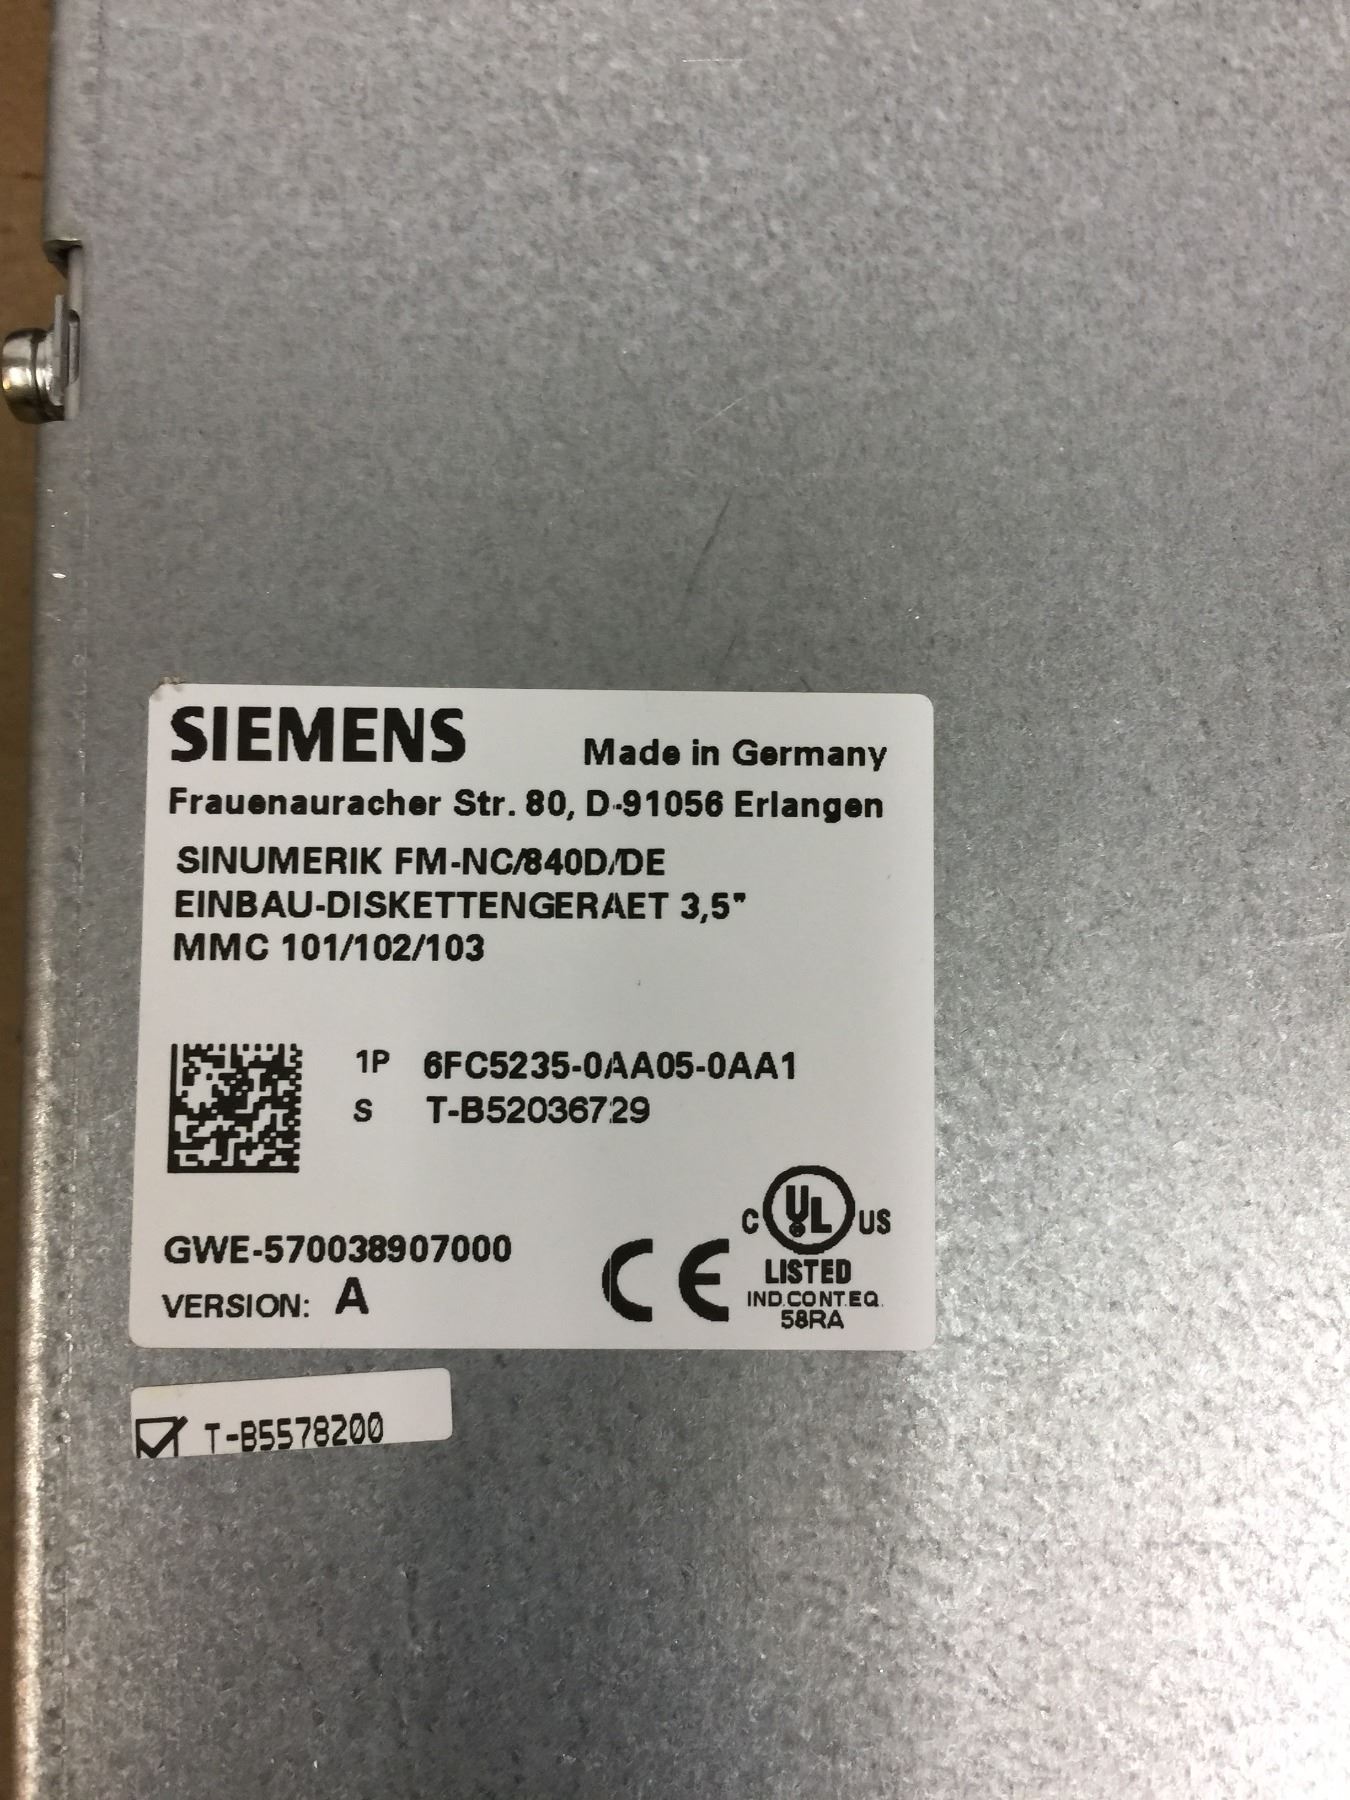 SIEMENS
Made in Germany
Frauenauracher Str. 80, D-91056 Erlangen
SINUMERIK FM-NC/840D/DE
EINBAU-DISKETTENGERAET 3,5"
MMC 101/102/103
1P 6FC5235-0AA05-0AA1
S T-B52036729
GWE-570038907000
VERSION: A
CE
C UL US
LISTED
IND.CONT.EQ.
58RA
T-B5578200